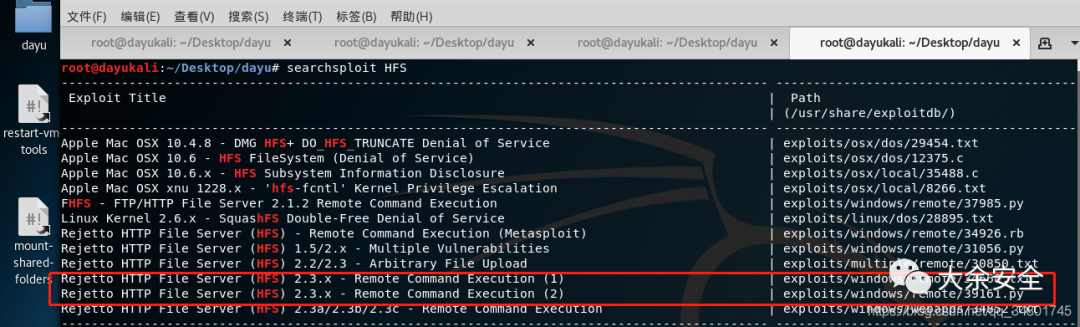 文件(F) 编辑(E) 查看(V) 搜索(S) 终端(T) 标签(B) 帮助(H)
root@dayukali: ~/Desktop/dayu × root@dayukali: ~/Desktop/dayu × root@dayukali: ~/Desktop/dayu × root@dayukali: ~/Desktop/dayu ×
dayu
#!
restart-vm
tools
#!
mount-
shared-
folders
root@dayukali:~/Desktop/dayu# searchsploit HFS
Exploit Title | Path
| (/usr/share/exploitdb/)
Apple Mac OSX 10.4.8 - DMG HFS+ DO_HFS_TRUNCATE Denial of Service | exploits/osx/dos/29454.txt
Apple Mac OSX 10.6 - HFS FileSystem (Denial of Service) | exploits/osx/dos/12375.c
Apple Mac OSX 10.6.x - HFS Subsystem Information Disclosure | exploits/osx/local/35488.c
Apple Mac OSX xnu 1228.x - 'hfs-fcntl' Kernel Privilege Escalation | exploits/osx/local/8266.txt
FHFS - FTP/HTTP File Server 2.1.2 Remote Command Execution | exploits/windows/remote/37985.py
Linux Kernel 2.6.x - SquashFS Double-Free Denial of Service | exploits/linux/dos/28895.txt
Rejetto HTTP File Server (HFS) - Remote Command Execution (Metasploit) | exploits/windows/remote/34926.rb
Rejetto HTTP File Server (HFS) 1.5/2.x - Multiple Vulnerabilities | exploits/windows/remote/31056.py
Rejetto HTTP File Server (HFS) 2.2/2.3 - Arbitrary File Upload | exploits/multiple/remote/30850.txt
Rejetto HTTP File Server (HFS) 2.3.x - Remote Command Execution (1) | exploits/windows/
Rejetto HTTP File Server (HFS) 2.3.x - Remote Command Execution (2) | exploits/windows/remote/39161.py
Rejetto HTTP File Server (HFS) 2.3a/2.3b/2.3c - Remote Command Execution | exploits/windows/webapps/
大余安全
https://blog.csdn.net/qq_34801745